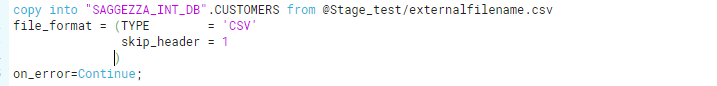 copy into "SAGGEZZA_INT_DB".CUSTOMERS from @Stage_test/externalfilename.csv
file_format = (TYPE = 'CSV'
skip_header = 1
)
on_error=Continue;